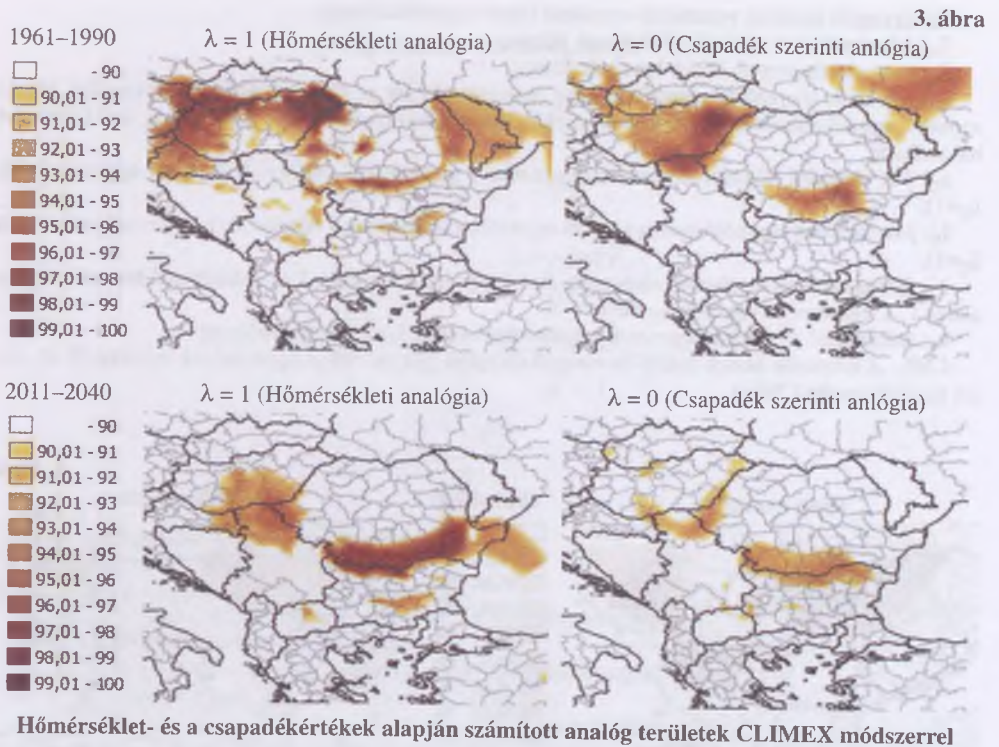 3. ábra
1961–1990
λ = 1 (Hőmérsékleti analógia)
λ = 0 (Csapadék szerinti anlógia)
- 90
90,01 - 91
91,01 - 92
92,01 - 93
93,01 - 94
94,01 - 95
95,01 - 96
96,01 - 97
97,01 - 98
98,01 - 99
99,01 - 100
2011–2040
λ = 1 (Hőmérsékleti analógia)
λ = 0 (Csapadék szerinti anlógia)
- 90
90,01 - 91
91,01 - 92
92,01 - 93
93,01 - 94
94,01 - 95
95,01 - 96
96,01 - 97
97,01 - 98
98,01 - 99
99,01 - 100
Hőmérséklet- és a csapadékértékek alapján számított analóg területek CLIMEX módszerrel